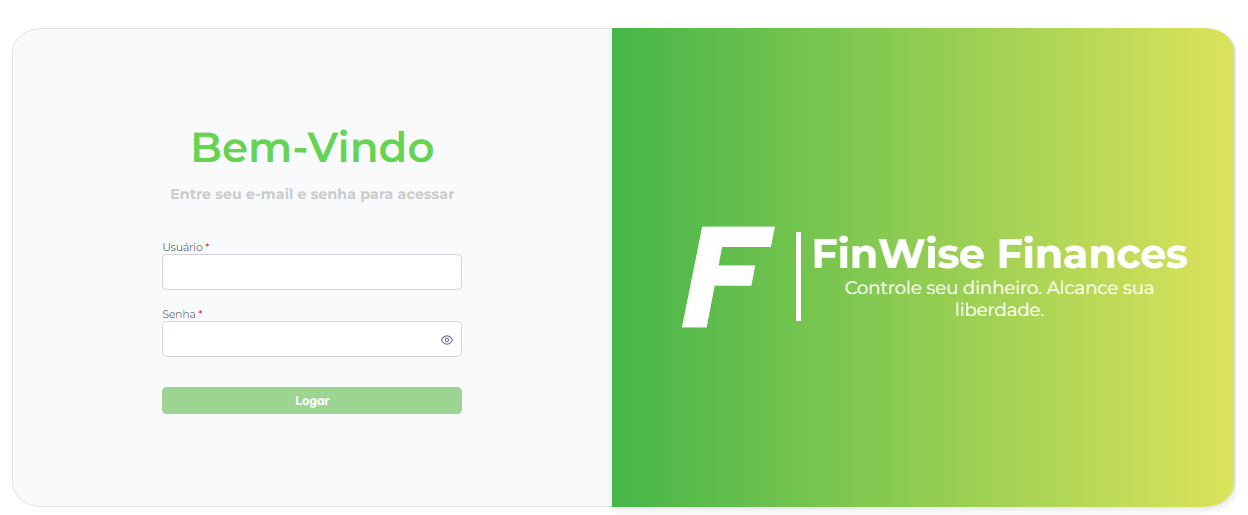 Bem-Vindo
Entre seu e-mail e senha para acessar
Usuário *
Senha *
Logar
F
FinWise Finances
Controle seu dinheiro. Alcance sua
liberdade.